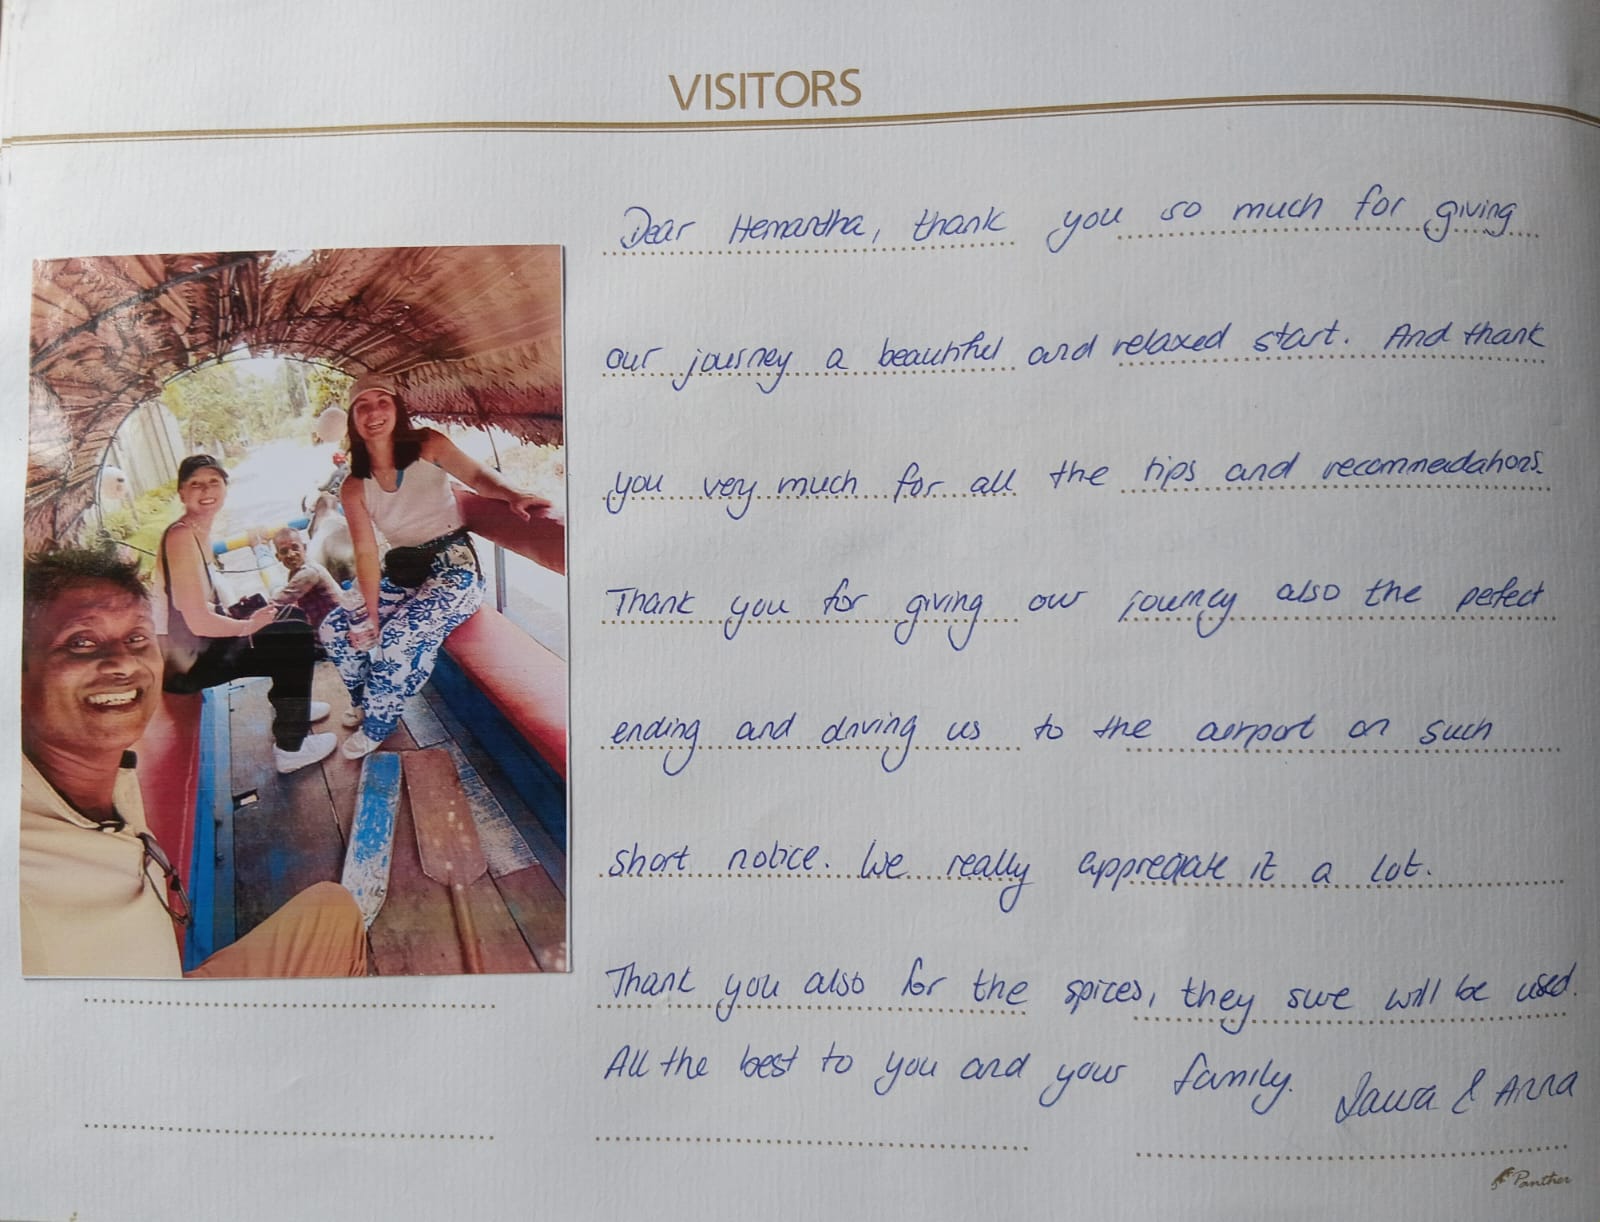 VISITORS
Dear Hemantha, thank you so much for giving
our journey a beautiful and relaxed start. And thank
you very much for all the tips and recommadations.
Thank you for giving our journey also the perfect
ending and driving us to the airport on such
short notice. We really appreciate it a lot.
Thank you also for the spices, they sure will be used.
All the best to you and your family. Laura & Anna
Panther